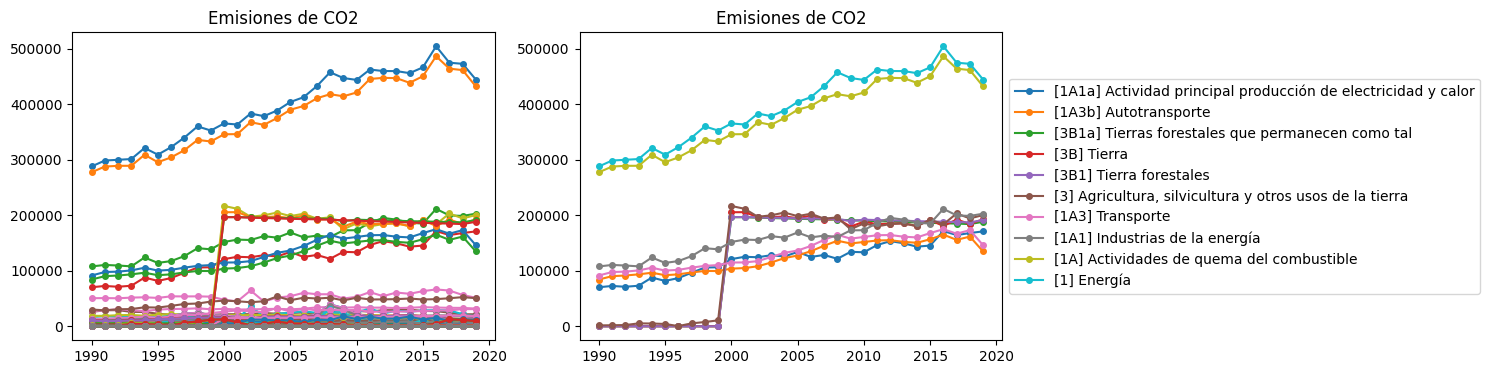 Emisiones de CO2
500000
400000
300000
200000
100000
0
1990
1995
2000
2005
2010
2015
2020
Emisiones de CO2
500000
400000
300000
200000
100000
0
1990
1995
2000
2005
2010
2015
2020
[1A1a] Actividad principal producción de electricidad y calor
[1A3b] Autotransporte
[3B1a] Tierras forestales que permanecen como tal
[3B] Tierra
[3B1] Tierra forestales
[3] Agricultura, silvicultura y otros usos de la tierra
[1A3] Transporte
[1A1] Industrias de la energía
[1A] Actividades de quema del combustible
[1] Energía